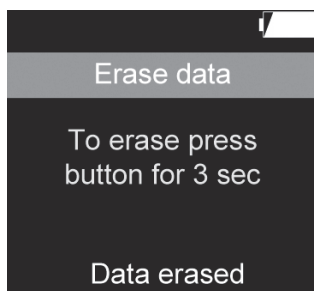 Erase data
To erase press
button for 3 sec
Data erased